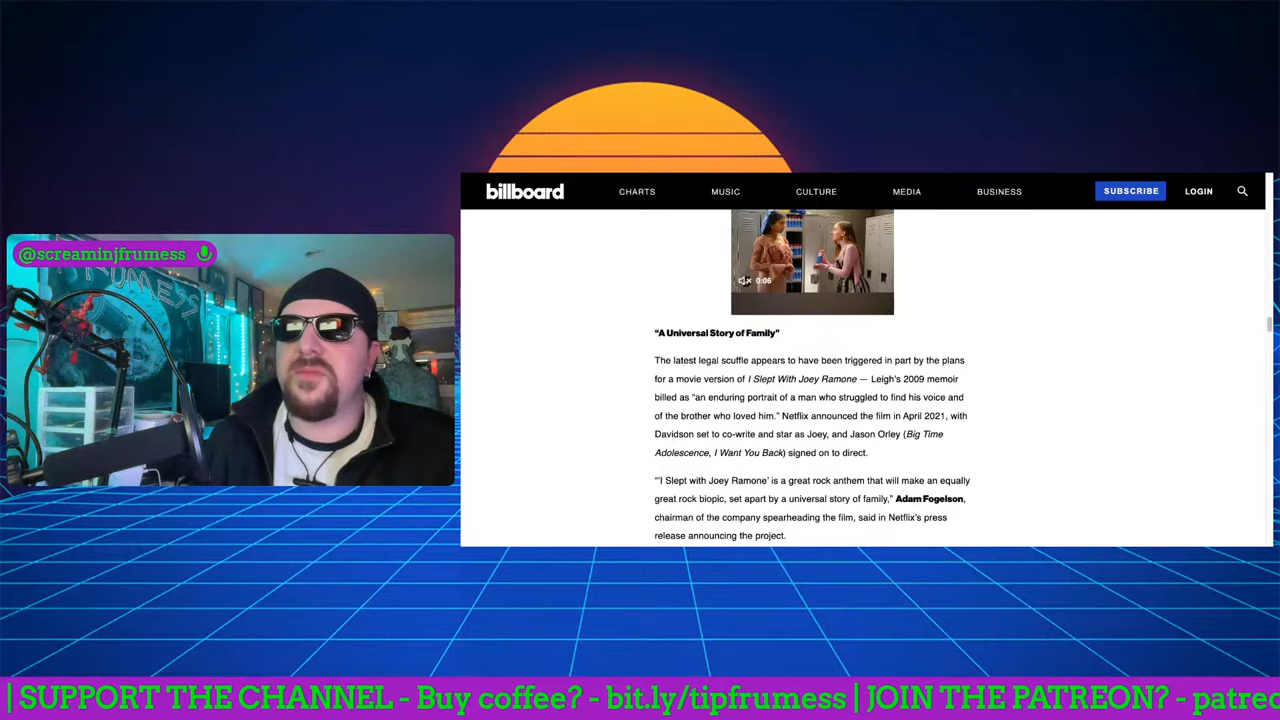 billboard
CHARTS
MUSIC
CULTURE
MEDIA
BUSINESS
SUBSCRIBE
LOGIN
@screaminjfrumess
FRUMESS
0:06
“A Universal Story of Family”
The latest legal scuffle appears to have been triggered in part by the plans
for a movie version of I Slept With Joey Ramone — Leigh’s 2009 memoir
billed as “an enduring portrait of a man who struggled to find his voice and
of the brother who loved him.” Netflix announced the film in April 2021, with
Davidson set to co-write and star as Joey, and Jason Orley (Big Time
Adolescence, I Want You Back) signed on to direct.
“‘I Slept with Joey Ramone’ is a great rock anthem that will make an equally
great rock biopic, set apart by a universal story of family,” Adam Fogelson,
chairman of the company spearheading the film, said in Netflix’s press
release announcing the project.
| SUPPORT THE CHANNEL - Buy coffee? - bit.ly/tipfrumess | JOIN THE PATREON? - patreo